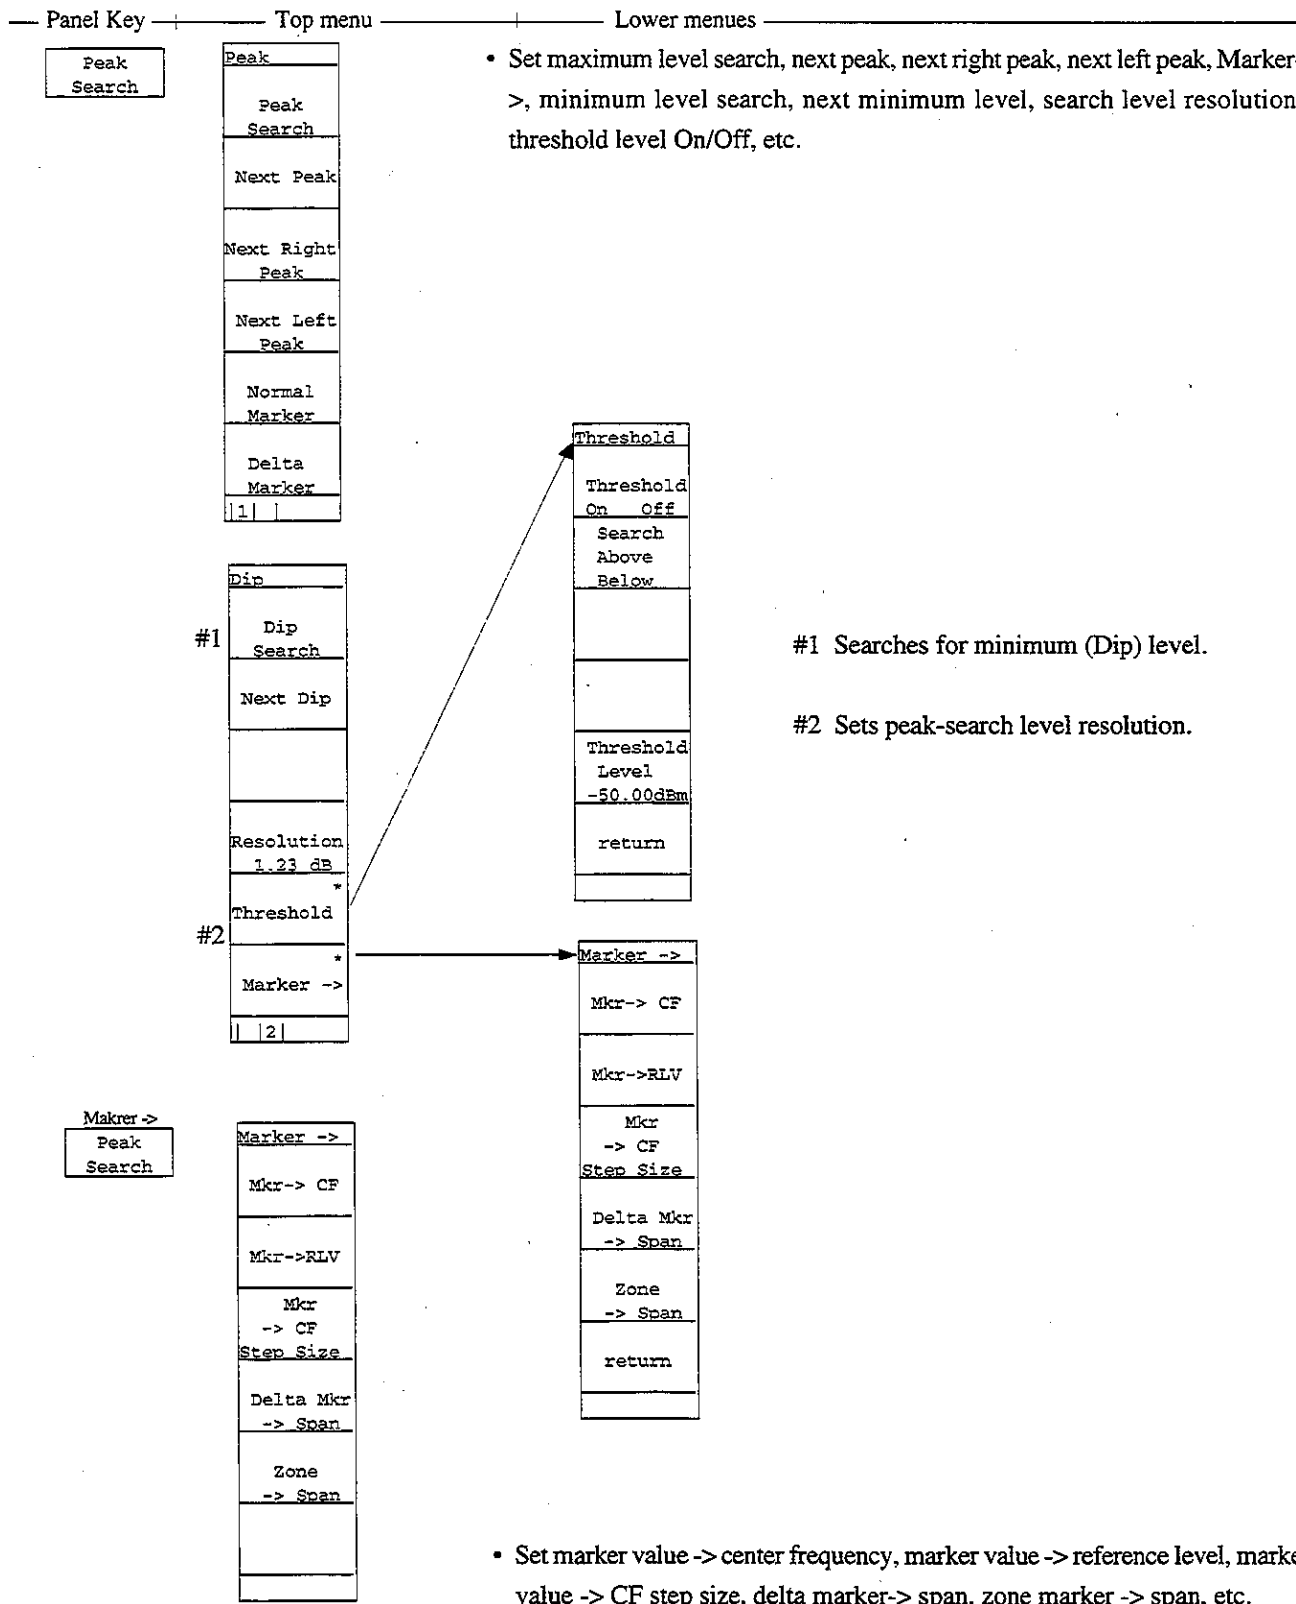 Panel Key
Top menu
Lower menues
Peak
Search
Peak
Peak
Search
Next Peak
Next Right
Peak
Next Left
Peak
Normal
Marker
Delta
Marker
|1| |
• Set maximum level search, next peak, next right peak, next left peak, Marker-
>, minimum level search, next minimum level, search level resolution
threshold level On/Off, etc.
Dip
#1
Dip
Search
Next Dip
Resolution
1.23 dB
*
Threshold
#2
*
Marker ->
| |2|
Threshold
Threshold
On Off
Search
Above
Below
Threshold
Level
-50.00dBm
return
#1 Searches for minimum (Dip) level.
#2 Sets peak-search level resolution.
Marker ->
Mkr-> CF
Mkr->RLV
Mkr
-> CF
Step Size
Delta Mkr
-> Span
Zone
-> Span
return
Makrer ->
Peak
Search
Marker ->
Mkr-> CF
Mkr->RLV
Mkr
-> CF
Step Size
Delta Mkr
-> Span
Zone
-> Span
• Set marker value -> center frequency, marker value -> reference level, marke
value -> CF step size, delta marker-> span, zone marker -> span, etc.